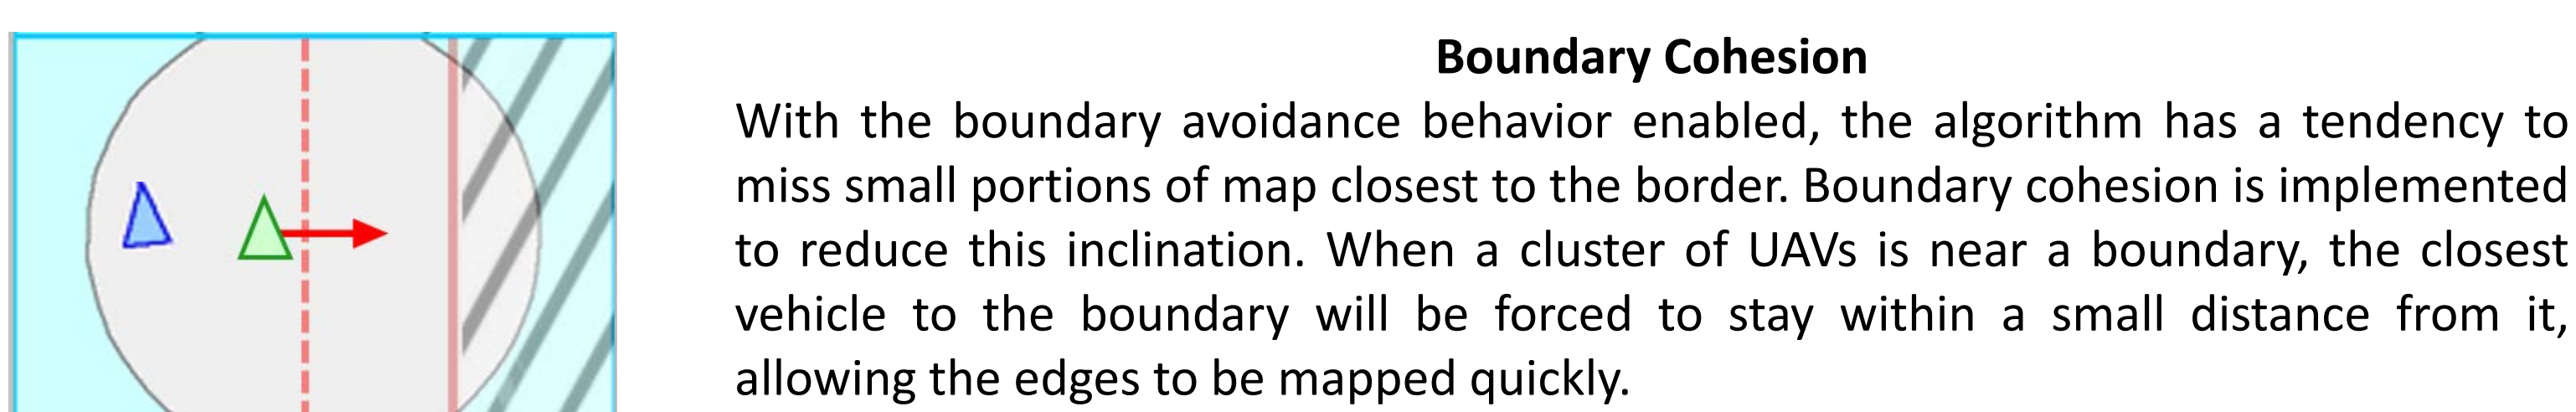 Boundary Cohesion
With the boundary avoidance behavior enabled, the algorithm has a tendency to
miss small portions of map closest to the border. Boundary cohesion is implemented
to reduce this inclination. When a cluster of UAVs is near a boundary, the closest
vehicle to the boundary will be forced to stay within a small distance from it,
allowing the edges to be mapped quickly.